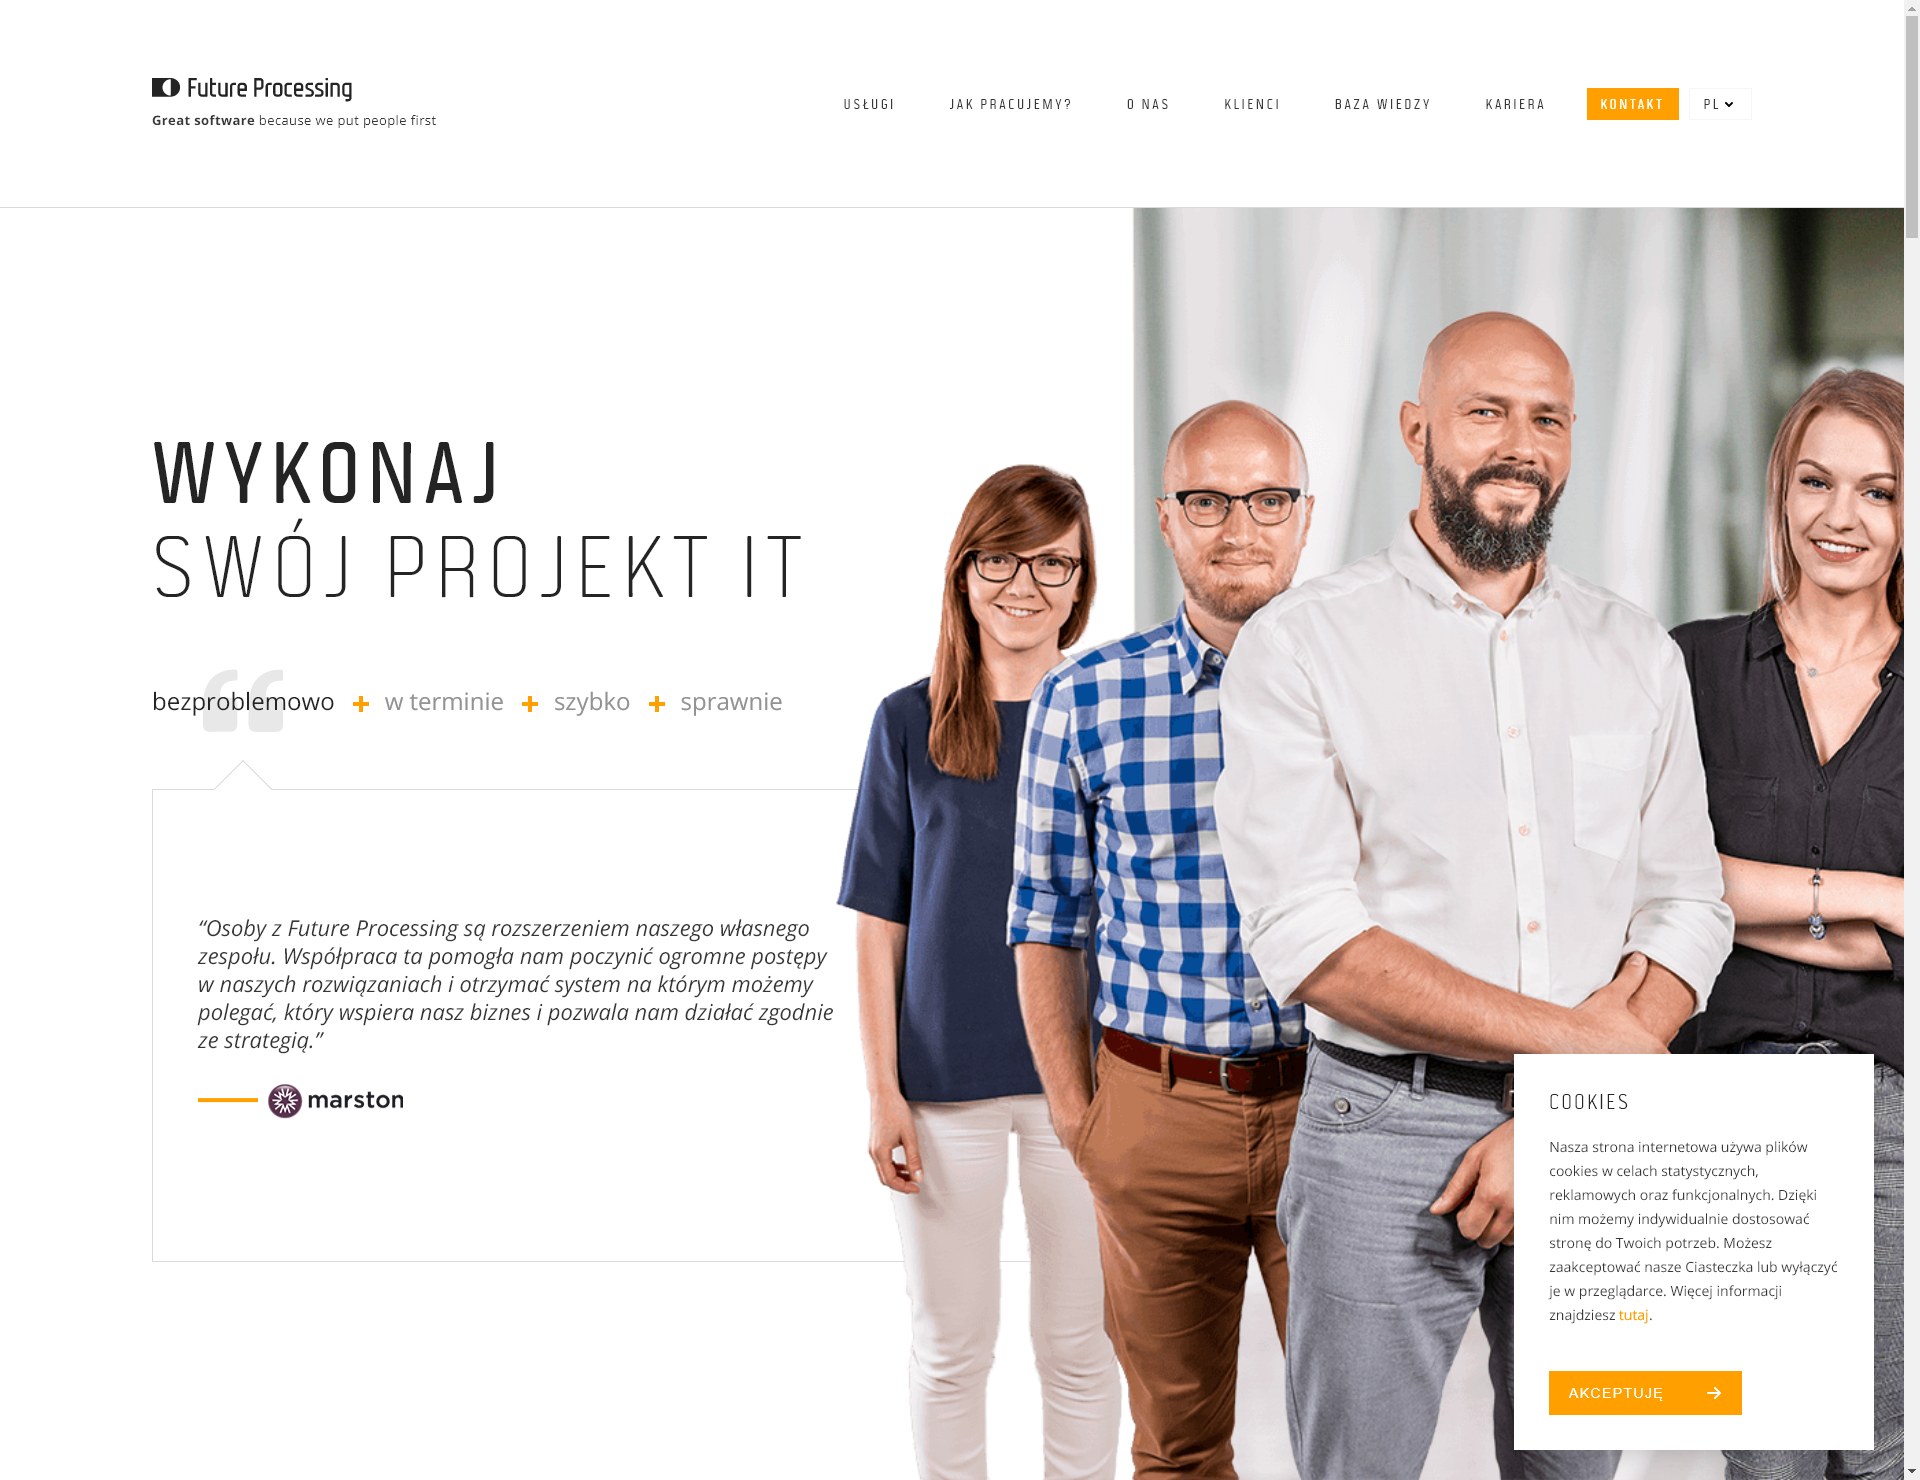 Future Processing
Great software because we put people first
USŁUGI
JAK PRACUJEMY?
O NAS
KLIENCI
BAZA WIEDZY
KARIERA
KONTAKT
PL
WYKONAJ
SWÓJ PROJEKT IT
bezproblemowo + w terminie + szybko + sprawnie
“Osoby z Future Processing są rozszerzeniem naszego własnego
zespołu. Współpraca ta pomogła nam poczynić ogromne postępy
w naszych rozwiązaniach i otrzymać system na którym możemy
polegać, który wspiera nasz biznes i pozwala nam działać zgodnie
ze strategią.”
marston
COOKIES
Nasza strona internetowa używa plików
cookies w celach statystycznych,
reklamowych oraz funkcjonalnych. Dzięki
nim możemy indywidualnie dostosować
stronę do Twoich potrzeb. Możesz
zaakceptować nasze Ciasteczka lub wyłączyć
je w przeglądarce. Więcej informacji
znajdziesz tutaj.
AKCEPTUJĘ